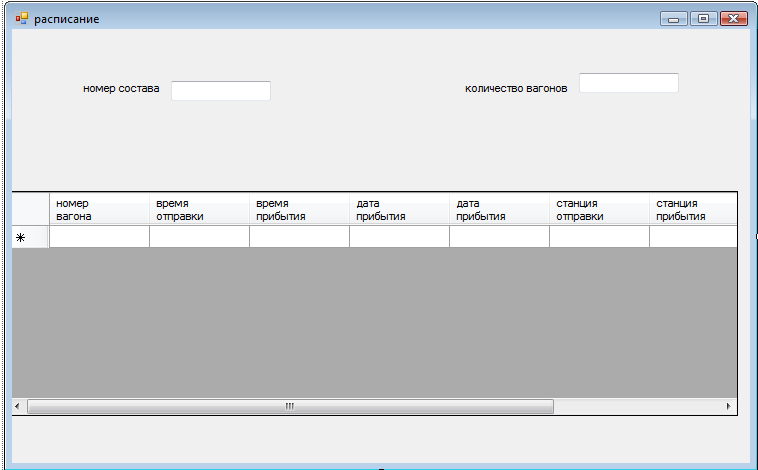 расписание
номер состава
количество вагонов
номер вагона
время отправки
время прибытия
дата прибытия
дата прибытия
станция отправки
станция прибытия